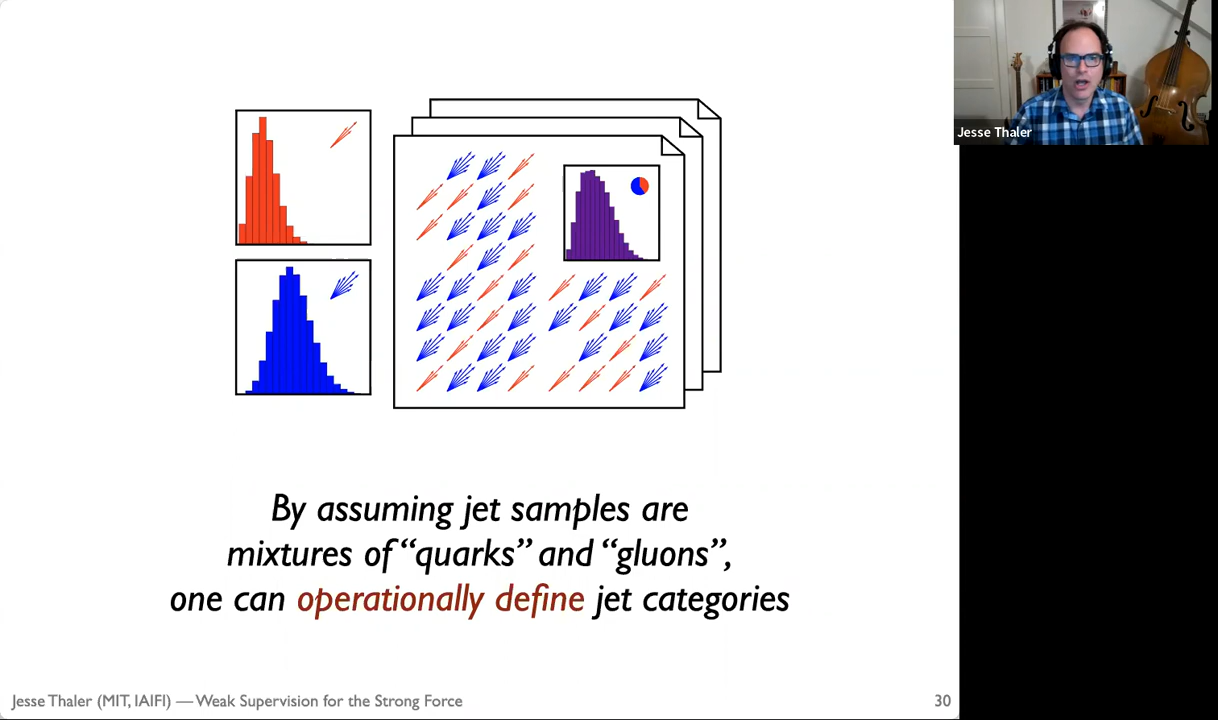 Jesse Thaler
By assuming jet samples are
mixtures of “quarks” and “gluons”,
one can operationally define jet categories
Jesse Thaler (MIT, IAIFI) — Weak Supervision for the Strong Force
30